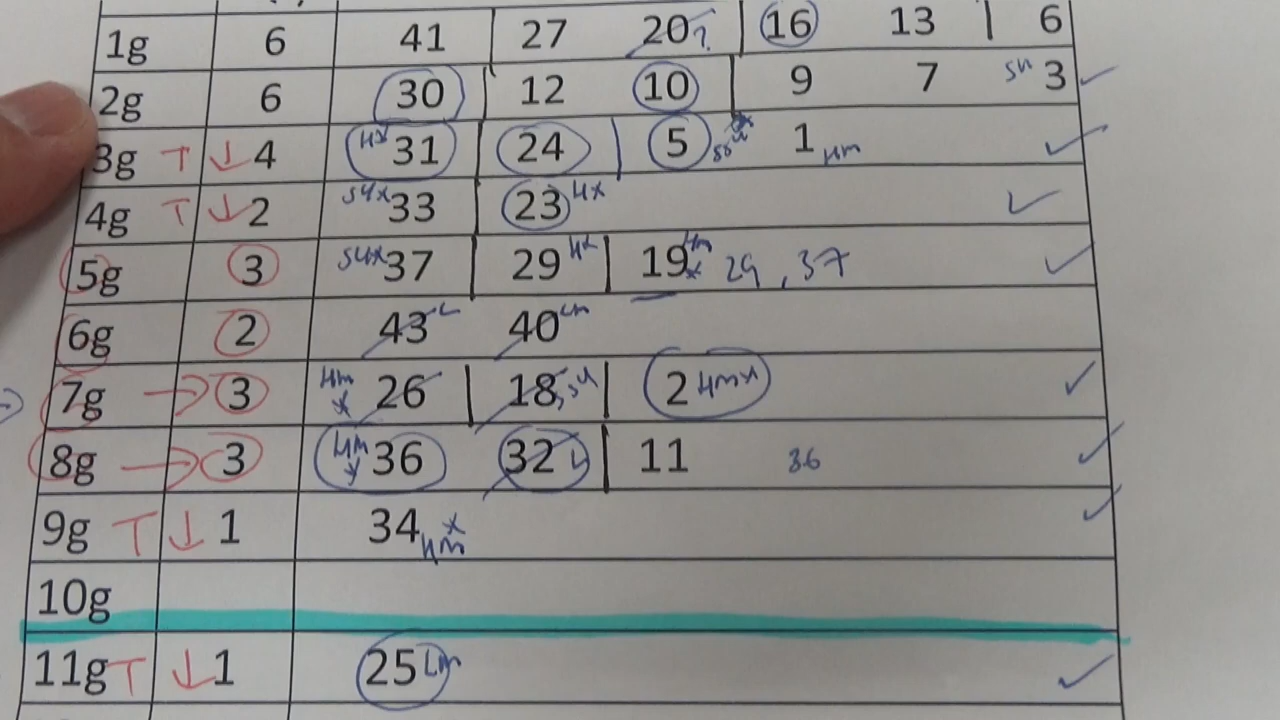 1g 6 41 27 20? 16 13 6
2g 6 30 12 10 9 7 3
3g T ↓ 4 31 24 5 1
4g T ↓ 2 33 23
5g 3 37 29 19 29, 37
6g 2 43 40
7g → 3 26 18 2
8g → 3 36 32 11 36
9g T ↓ 1 34
10g
11g T ↓ 1 25 Lm